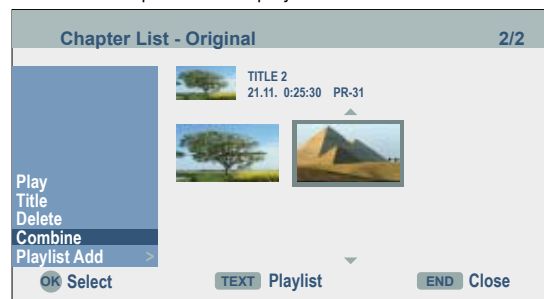 Chapter List - Original 2/2
TITLE 2
21.11. 0:25:30 PR-31
Play
Title
Delete
Combine
Playlist Add >
OK Select TEXT Playlist END Close